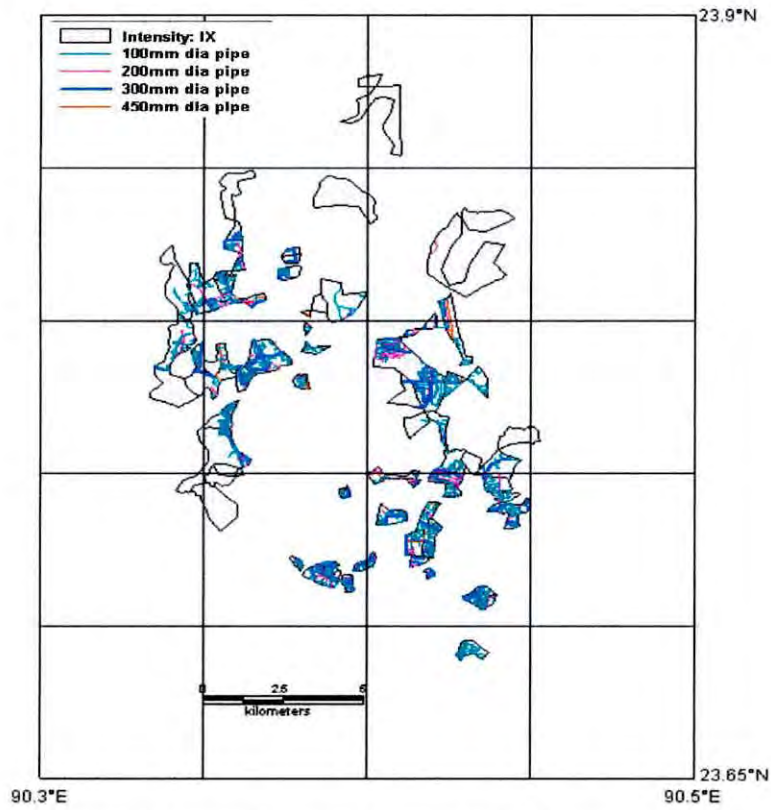 23.9°N
Intensity: IX
100mm dia pipe
200mm dia pipe
300mm dia pipe
450mm dia pipe
0 2.5 5
kilometers
23.65°N
90.3°E 90.5°E